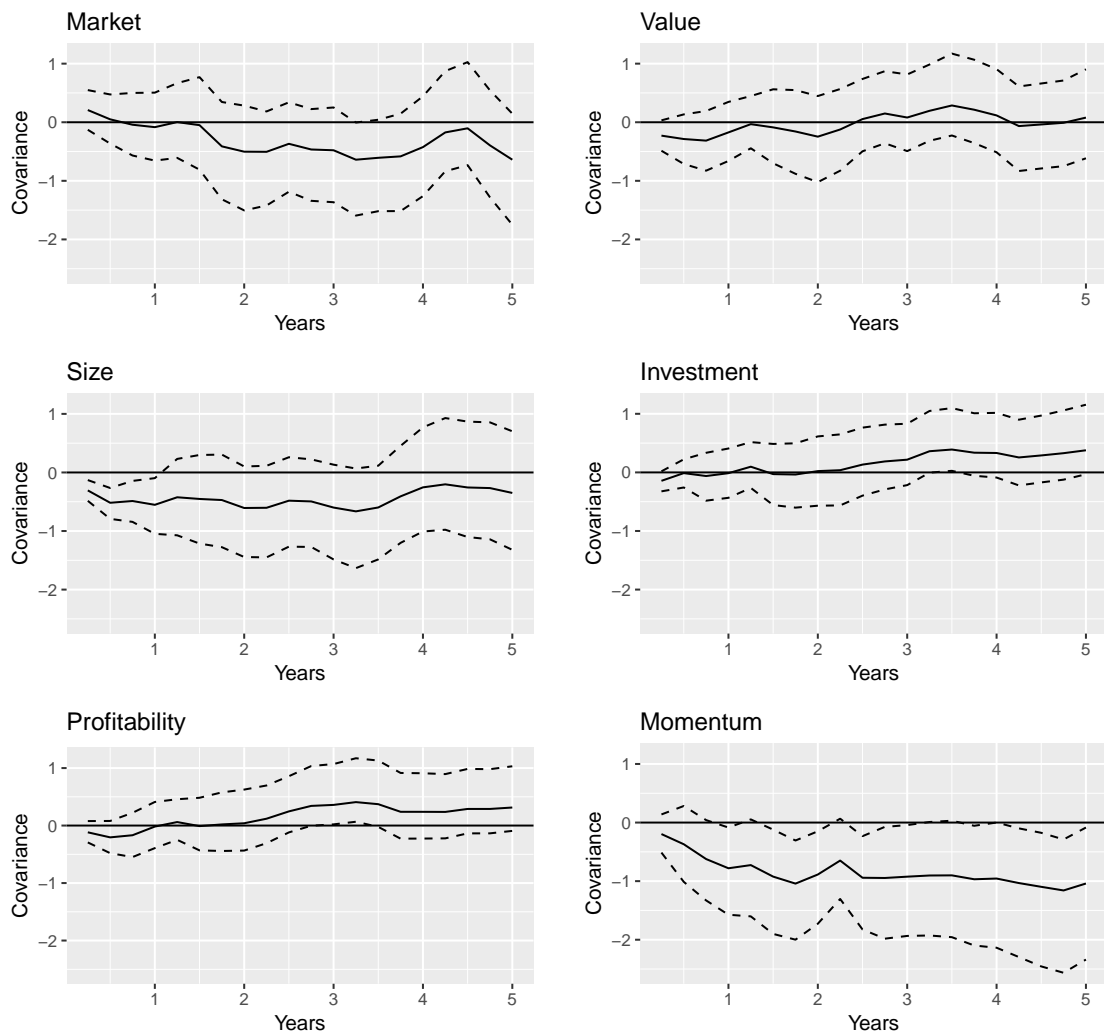 Market
Covariance
1
0
−1
−2
1 2 3 4 5
Years
Value
Covariance
1
0
−1
−2
1 2 3 4 5
Years
Size
Covariance
1
0
−1
−2
1 2 3 4 5
Years
Investment
Covariance
1
0
−1
−2
1 2 3 4 5
Years
Profitability
Covariance
1
0
−1
−2
1 2 3 4 5
Years
Momentum
Covariance
1
0
−1
−2
1 2 3 4 5
Years